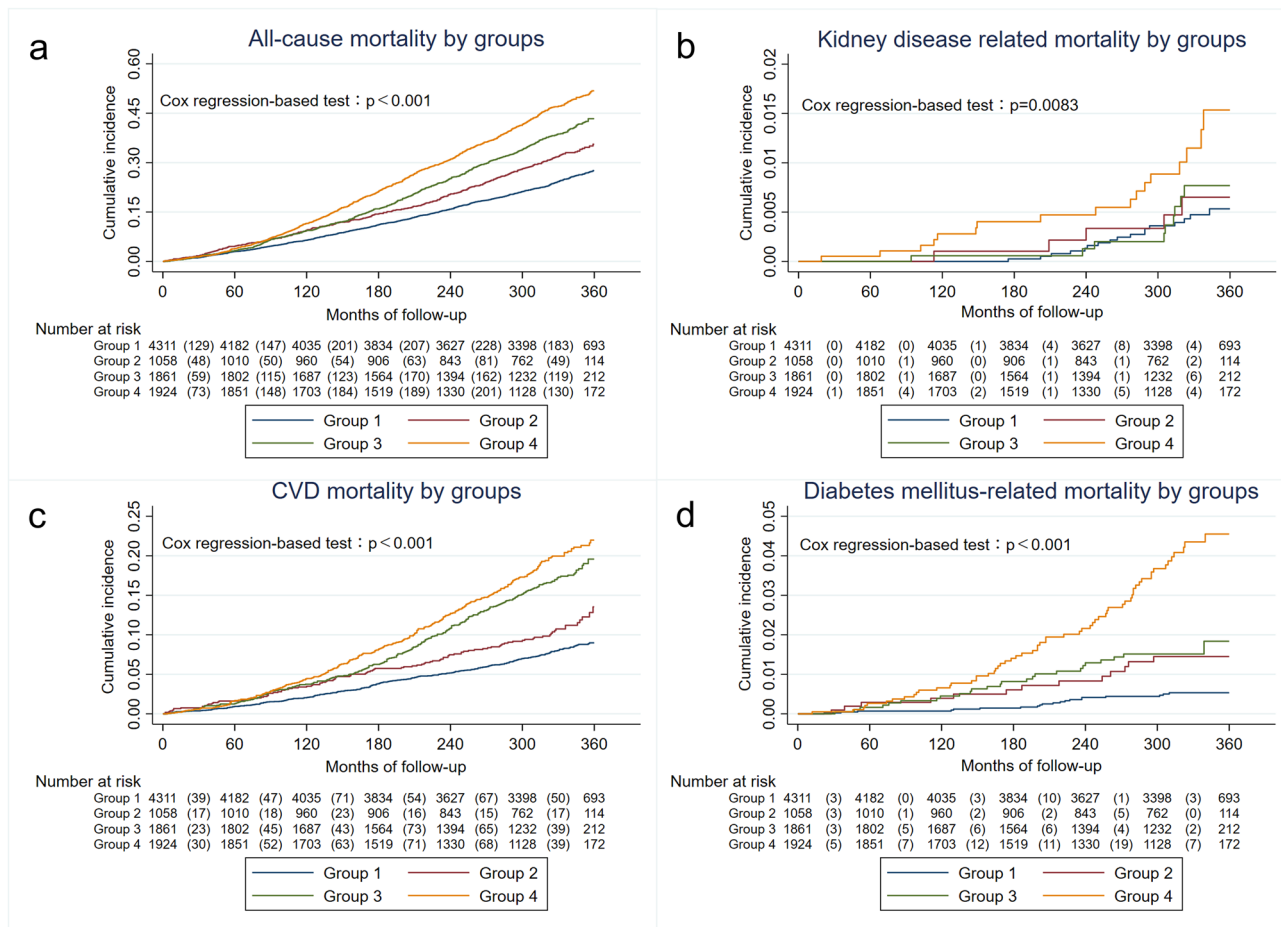 a
All-cause mortality by groups
Cox regression-based test：p＜0.001
Cumulative incidence
0.60
0.45
0.30
0.15
0.00
0 60 120 180 240 300 360
Months of follow-up
Number at risk
Group 1 4311 (129) 4182 (147) 4035 (201) 3834 (207) 3627 (228) 3398 (183) 693
Group 2 1058 (48) 1010 (50) 960 (54) 906 (63) 843 (81) 762 (49) 114
Group 3 1861 (59) 1802 (115) 1687 (123) 1564 (170) 1394 (162) 1232 (119) 212
Group 4 1924 (73) 1851 (148) 1703 (184) 1519 (189) 1330 (201) 1128 (130) 172
Group 1 Group 2
Group 3 Group 4
b
Kidney disease related mortality by groups
Cox regression-based test：p=0.0083
Cumulative incidence
0.02
0.015
0.01
0.005
0.00
0 60 120 180 240 300 360
Months of follow-up
Number at risk
Group 1 4311 (0) 4182 (0) 4035 (1) 3834 (4) 3627 (8) 3398 (4) 693
Group 2 1058 (0) 1010 (1) 960 (0) 906 (1) 843 (1) 762 (2) 114
Group 3 1861 (0) 1802 (1) 1687 (0) 1564 (1) 1394 (1) 1232 (6) 212
Group 4 1924 (1) 1851 (4) 1703 (2) 1519 (1) 1330 (5) 1128 (4) 172
Group 1 Group 2
Group 3 Group 4
c
CVD mortality by groups
Cox regression-based test：p＜0.001
Cumulative incidence
0.25
0.20
0.15
0.10
0.05
0.00
0 60 120 180 240 300 360
Months of follow-up
Number at risk
Group 1 4311 (39) 4182 (47) 4035 (71) 3834 (54) 3627 (67) 3398 (50) 693
Group 2 1058 (17) 1010 (18) 960 (23) 906 (16) 843 (15) 762 (17) 114
Group 3 1861 (23) 1802 (45) 1687 (43) 1564 (73) 1394 (65) 1232 (39) 212
Group 4 1924 (30) 1851 (52) 1703 (63) 1519 (71) 1330 (68) 1128 (39) 172
Group 1 Group 2
Group 3 Group 4
d
Diabetes mellitus-related mortality by groups
Cox regression-based test：p＜0.001
Cumulative incidence
0.05
0.04
0.03
0.02
0.01
0.00
0 60 120 180 240 300 360
Months of follow-up
Number at risk
Group 1 4311 (3) 4182 (0) 4035 (3) 3834 (10) 3627 (1) 3398 (3) 693
Group 2 1058 (3) 1010 (1) 960 (2) 906 (2) 843 (5) 762 (0) 114
Group 3 1861 (3) 1802 (5) 1687 (6) 1564 (6) 1394 (4) 1232 (2) 212
Group 4 1924 (5) 1851 (7) 1703 (12) 1519 (11) 1330 (19) 1128 (7) 172
Group 1 Group 2
Group 3 Group 4